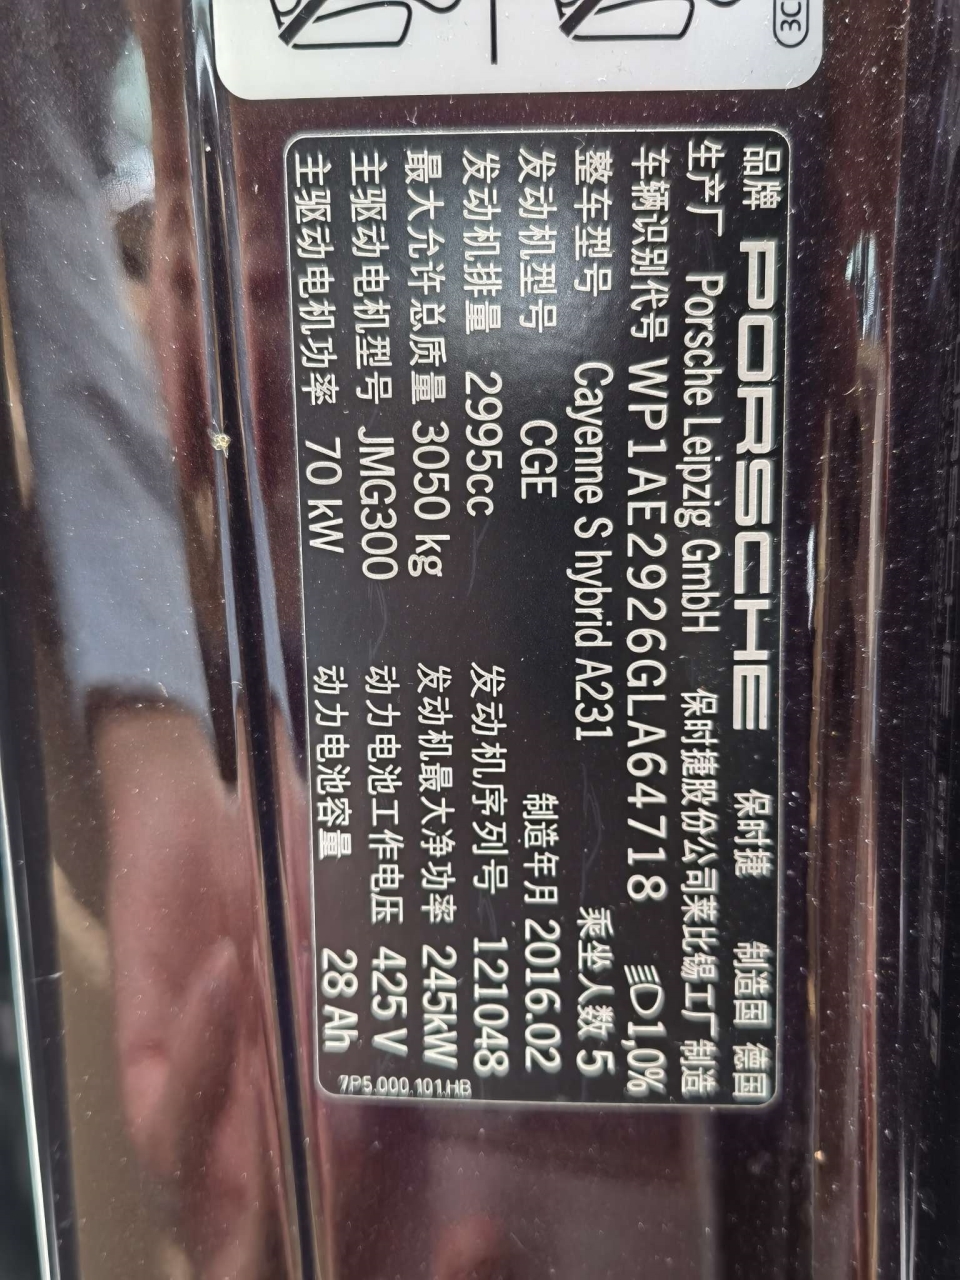 品牌 PORSCHE 保时捷 制造国 德国
生产厂 Porsche Leipzig GmbH 保时捷股份公司莱比锡工厂制造
车辆识别代号 WP1AE2926GLA64718 1,0%
整车型号 Cayenne S hybrid A231 乘坐人数 5
发动机型号 CGE 制造年月 2016.02
发动机排量 2995cc 发动机序列号 121048
最大允许总质量 3050 kg 发动机最大净功率 245kW
主驱动电机型号 JMG300 动力电池工作电压 425 V
主驱动电机功率 70 kW 动力电池容量 28 Ah
7P5.000.101.HB